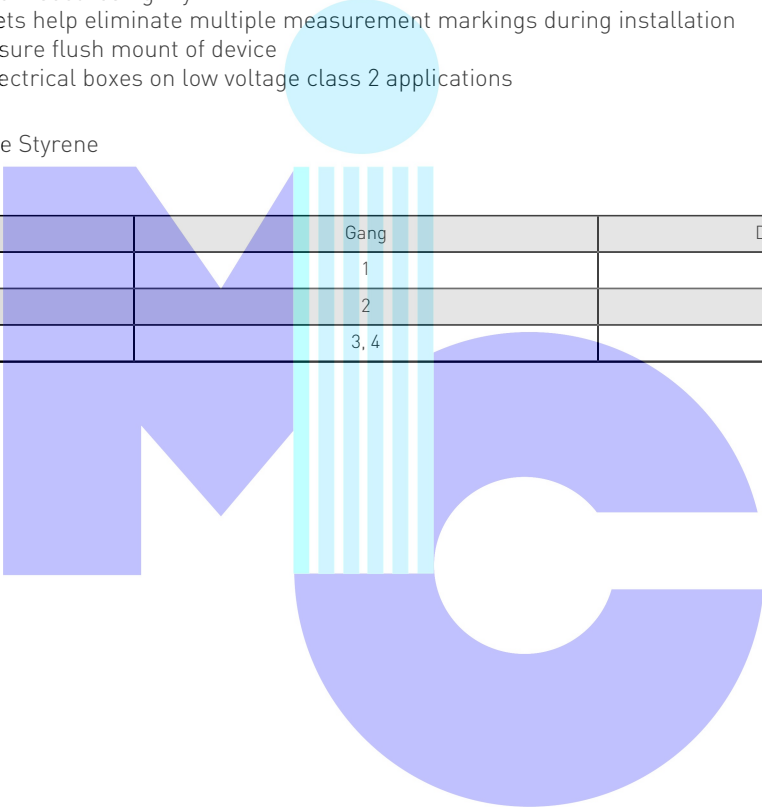 ets help eliminate multiple measurement markings during installation
sure flush mount of device
ectrical boxes on low voltage class 2 applications
e Styrene
Gang
1
2
3, 4
MiC